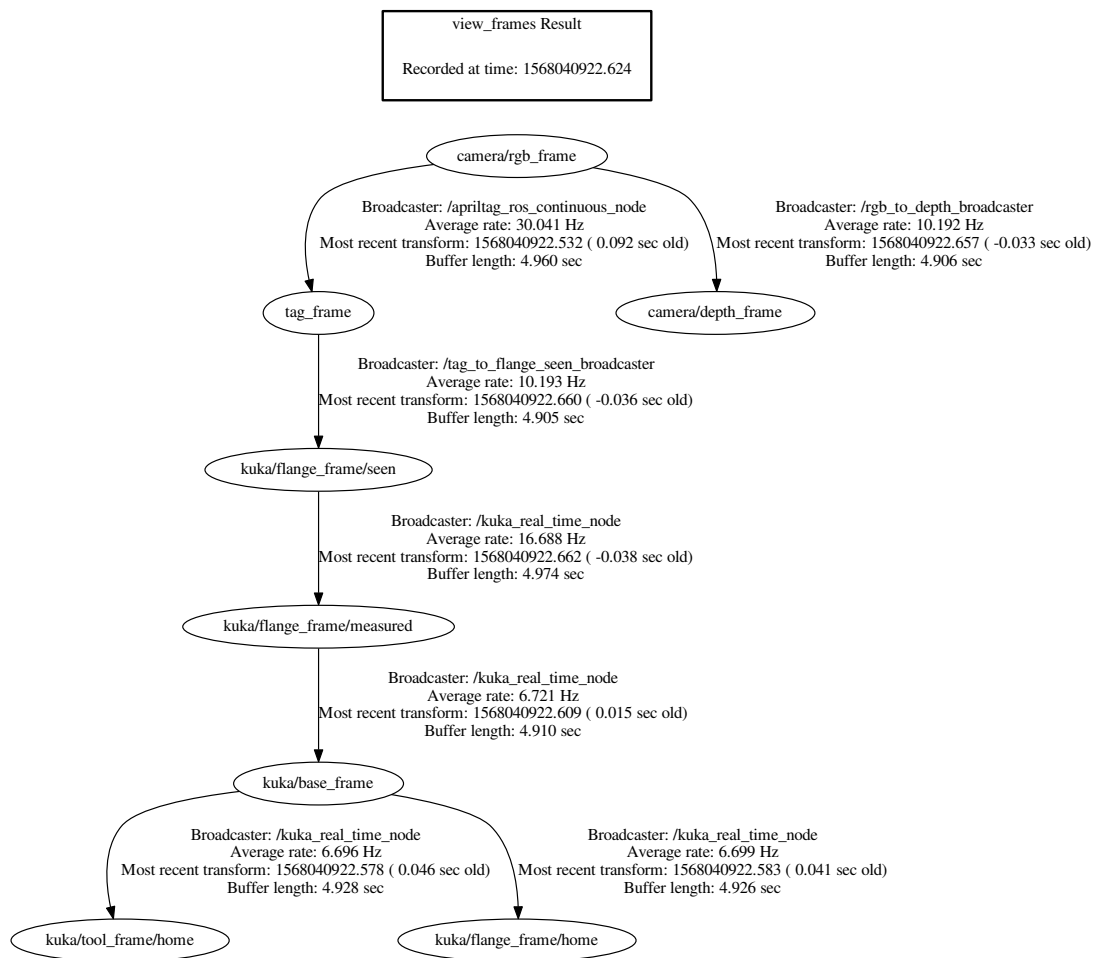 view_frames Result
Recorded at time: 1568040922.624
camera/rgb_frame
Broadcaster: /apriltag_ros_continuous_node
Average rate: 30.041 Hz
Most recent transform: 1568040922.532 ( 0.092 sec old)
Buffer length: 4.960 sec
Broadcaster: /rgb_to_depth_broadcaster
Average rate: 10.192 Hz
Most recent transform: 1568040922.657 ( -0.033 sec old)
Buffer length: 4.906 sec
tag_frame
camera/depth_frame
Broadcaster: /tag_to_flange_seen_broadcaster
Average rate: 10.193 Hz
Most recent transform: 1568040922.660 ( -0.036 sec old)
Buffer length: 4.905 sec
kuka/flange_frame/seen
Broadcaster: /kuka_real_time_node
Average rate: 16.688 Hz
Most recent transform: 1568040922.662 ( -0.038 sec old)
Buffer length: 4.974 sec
kuka/flange_frame/measured
Broadcaster: /kuka_real_time_node
Average rate: 6.721 Hz
Most recent transform: 1568040922.609 ( 0.015 sec old)
Buffer length: 4.910 sec
kuka/base_frame
Broadcaster: /kuka_real_time_node
Average rate: 6.696 Hz
Most recent transform: 1568040922.578 ( 0.046 sec old)
Buffer length: 4.928 sec
Broadcaster: /kuka_real_time_node
Average rate: 6.699 Hz
Most recent transform: 1568040922.583 ( 0.041 sec old)
Buffer length: 4.926 sec
kuka/tool_frame/home
kuka/flange_frame/home